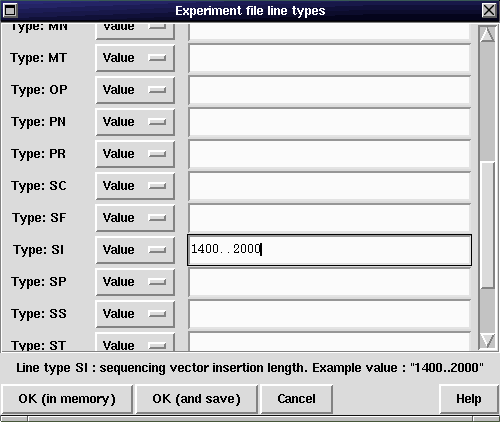 Experiment file line types
Type: MN Value
Type: MT Value
Type: OP Value
Type: PN Value
Type: PR Value
Type: SC Value
Type: SF Value
Type: SI Value 1400..2000
Type: SP Value
Type: SS Value
Type: ST Value
Line type SI : sequencing vector insertion length. Example value : "1400..2000"
OK (in memory) OK (and save) Cancel Help